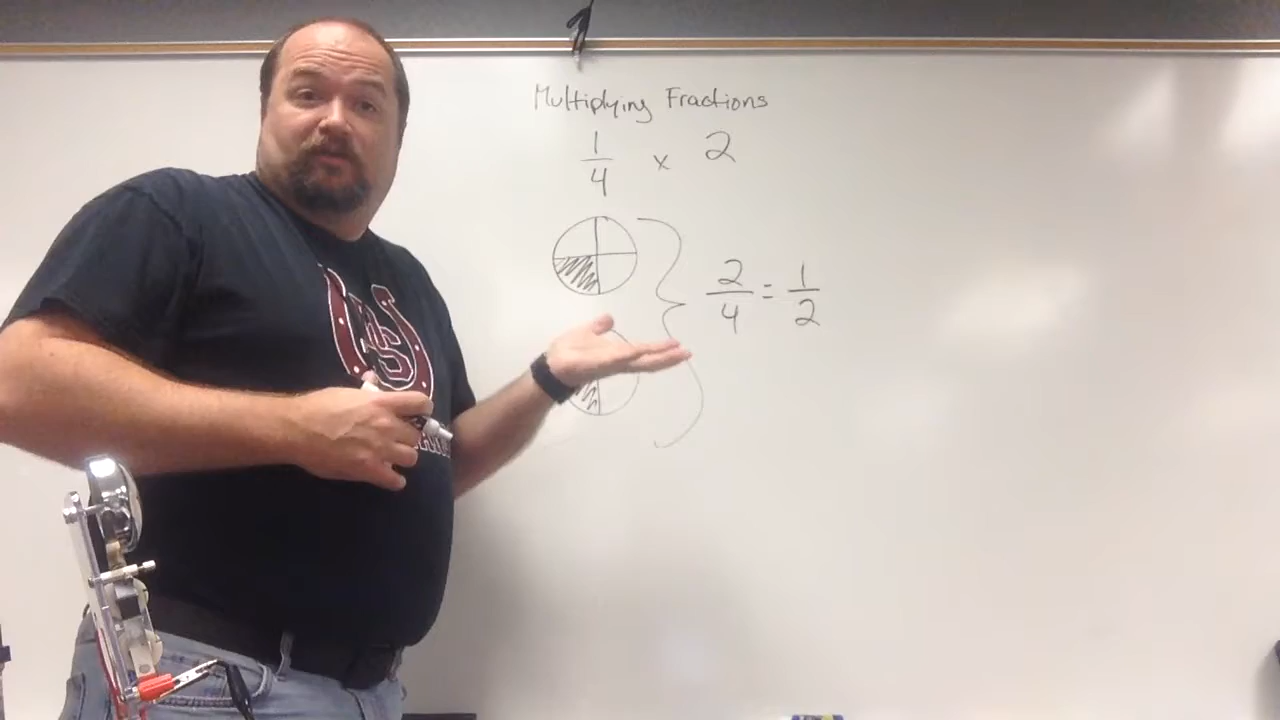 Multiplying Fractions
1/4 x 2
2/4 = 1/2